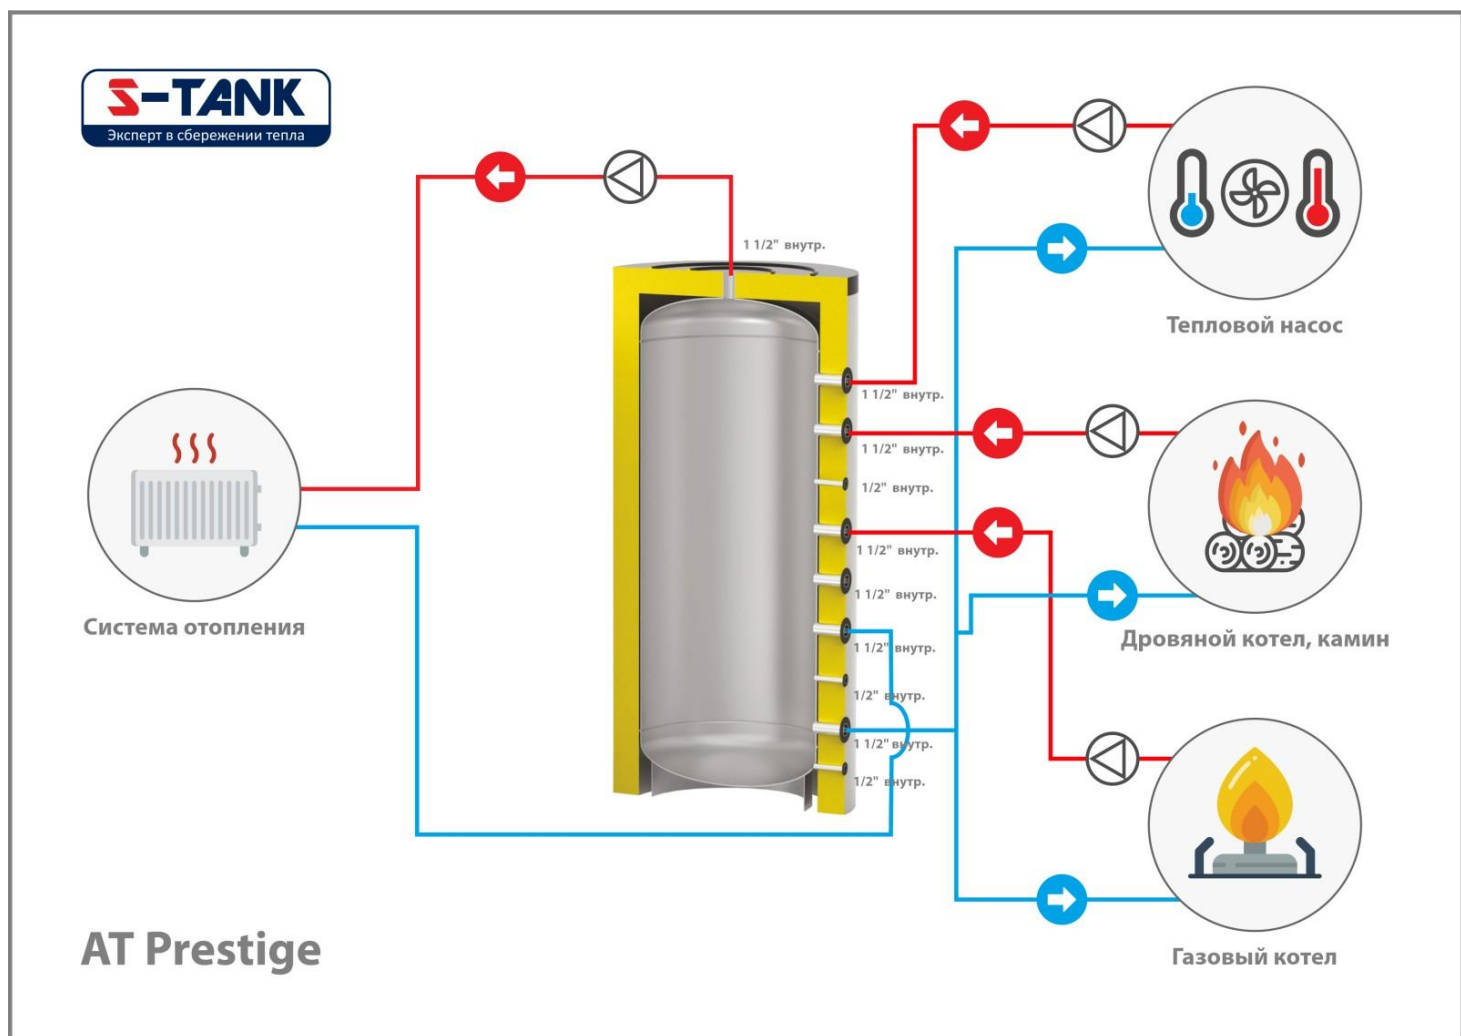 S-TANK
Эксперт в сбережении тепла
1 1/2" внутр.
Тепловой насос
1 1/2" внутр.
1 1/2" внутр.
1/2" внутр.
1 1/2" внутр.
1 1/2" внутр.
1 1/2" внутр.
1/2" внутр.
1 1/2" внутр.
1/2" внутр.
Система отопления
Дровяной котел, камин
Газовый котел
AT Prestige